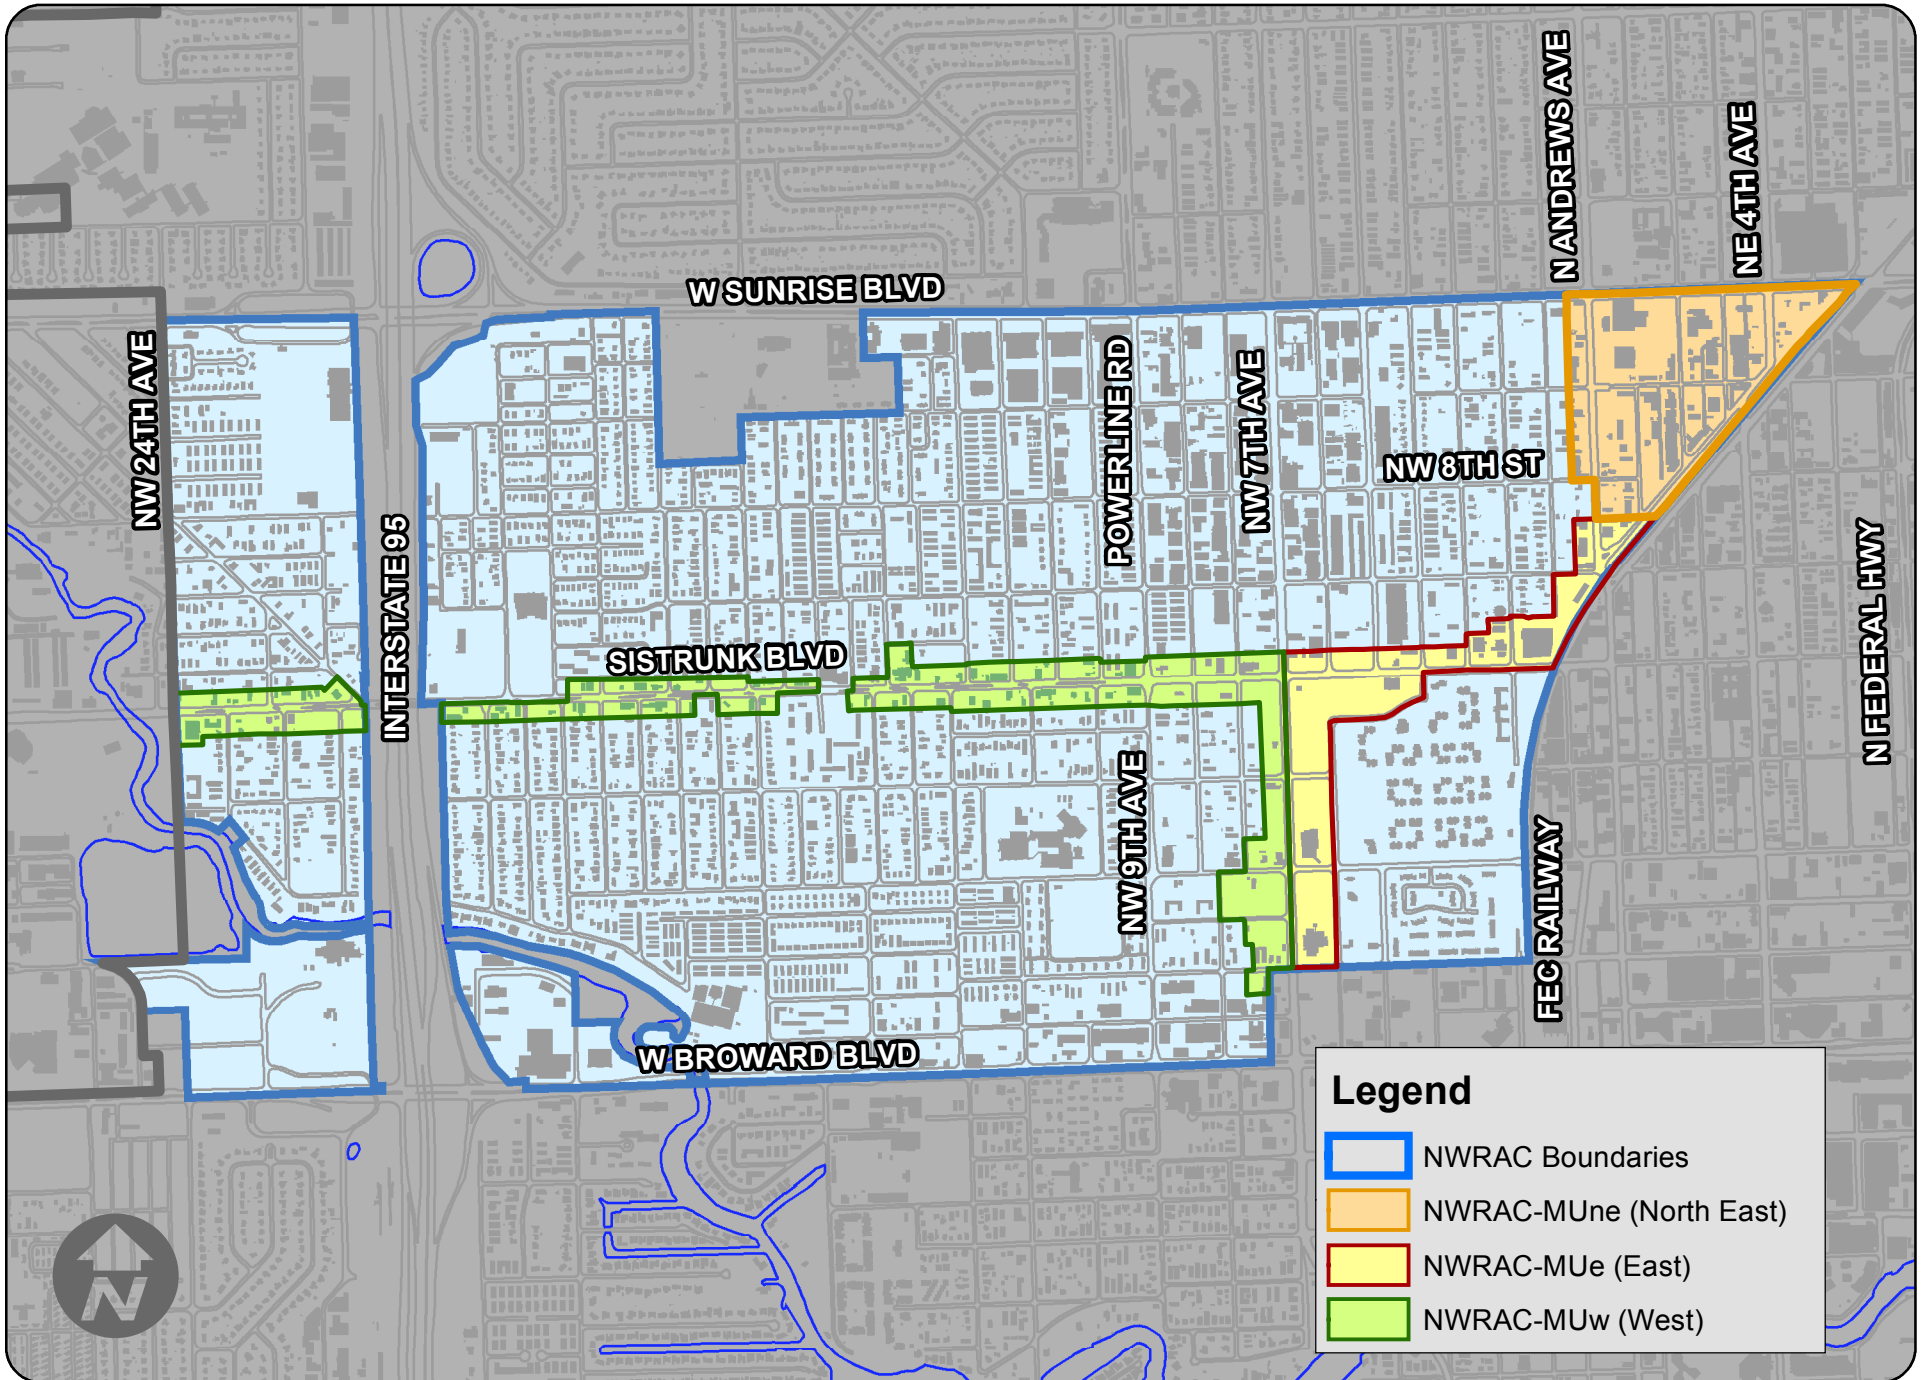 N ANDREWS AVE
NE 4TH AVE
W SUNRISE BLVD
NW 24TH AVE
POWERLINE RD
NW 7TH AVE
NW 8TH ST
INTERSTATE 95
N FEDERAL HWY
SISTRUNK BLVD
NW 9TH AVE
FEC RAILWAY
W BROWARD BLVD
Legend
NWRAC Boundaries
NWRAC-MUne (North East)
NWRAC-MUe (East)
NWRAC-MUw (West)
N